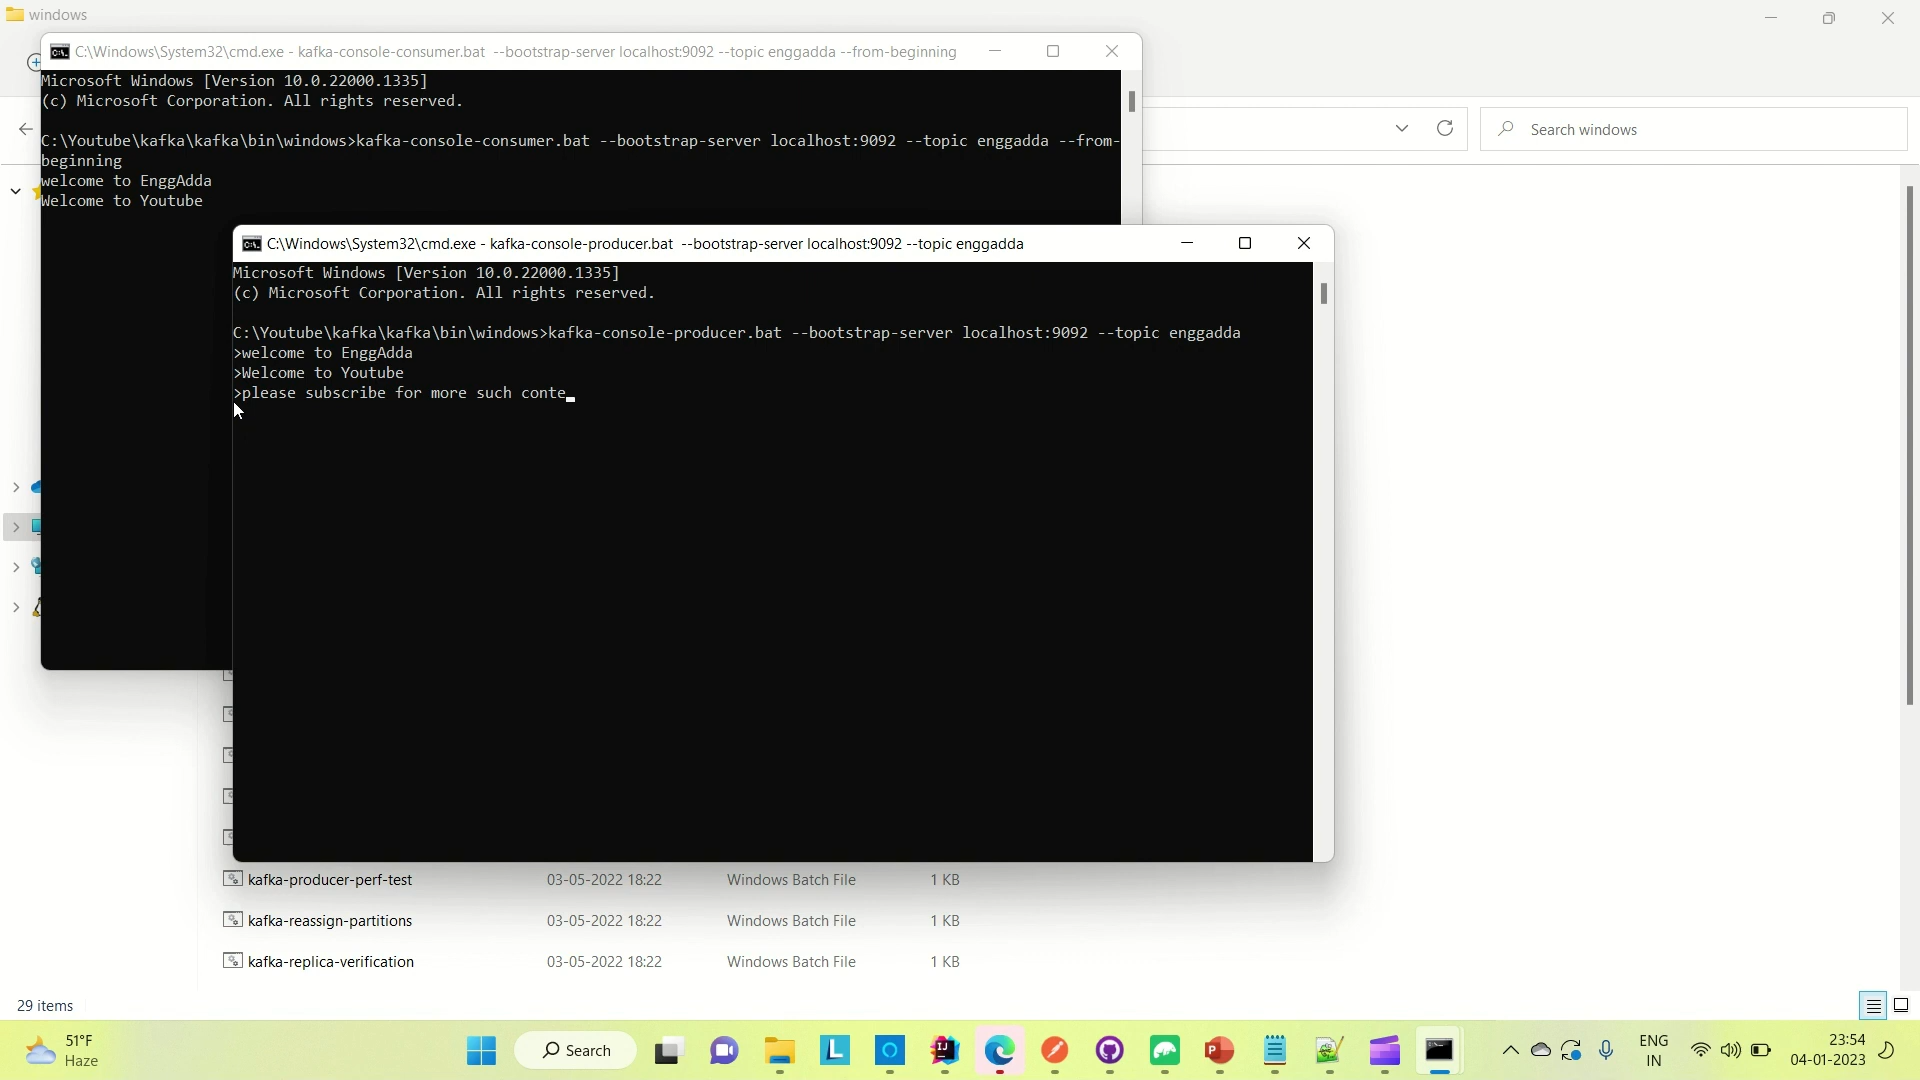 windows
C:\Windows\System32\cmd.exe - kafka-console-consumer.bat --bootstrap-server localhost:9092 --topic enggadda --from-beginning
Microsoft Windows [Version 10.0.22000.1335]
(c) Microsoft Corporation. All rights reserved.
C:\Youtube\kafka\kafka\bin\windows>kafka-console-consumer.bat --bootstrap-server localhost:9092 --topic enggadda --from-
beginning
welcome to EnggAdda
Welcome to Youtube
Search windows
C:\Windows\System32\cmd.exe - kafka-console-producer.bat --bootstrap-server localhost:9092 --topic enggadda
Microsoft Windows [Version 10.0.22000.1335]
(c) Microsoft Corporation. All rights reserved.
C:\Youtube\kafka\kafka\bin\windows>kafka-console-producer.bat --bootstrap-server localhost:9092 --topic enggadda
>welcome to EnggAdda
>Welcome to Youtube
>please subscribe for more such conte_
kafka-producer-perf-test 03-05-2022 18:22 Windows Batch File 1 KB
kafka-reassign-partitions 03-05-2022 18:22 Windows Batch File 1 KB
kafka-replica-verification 03-05-2022 18:22 Windows Batch File 1 KB
29 items
51°F
Haze
Search
ENG
IN
23:54
04-01-2023